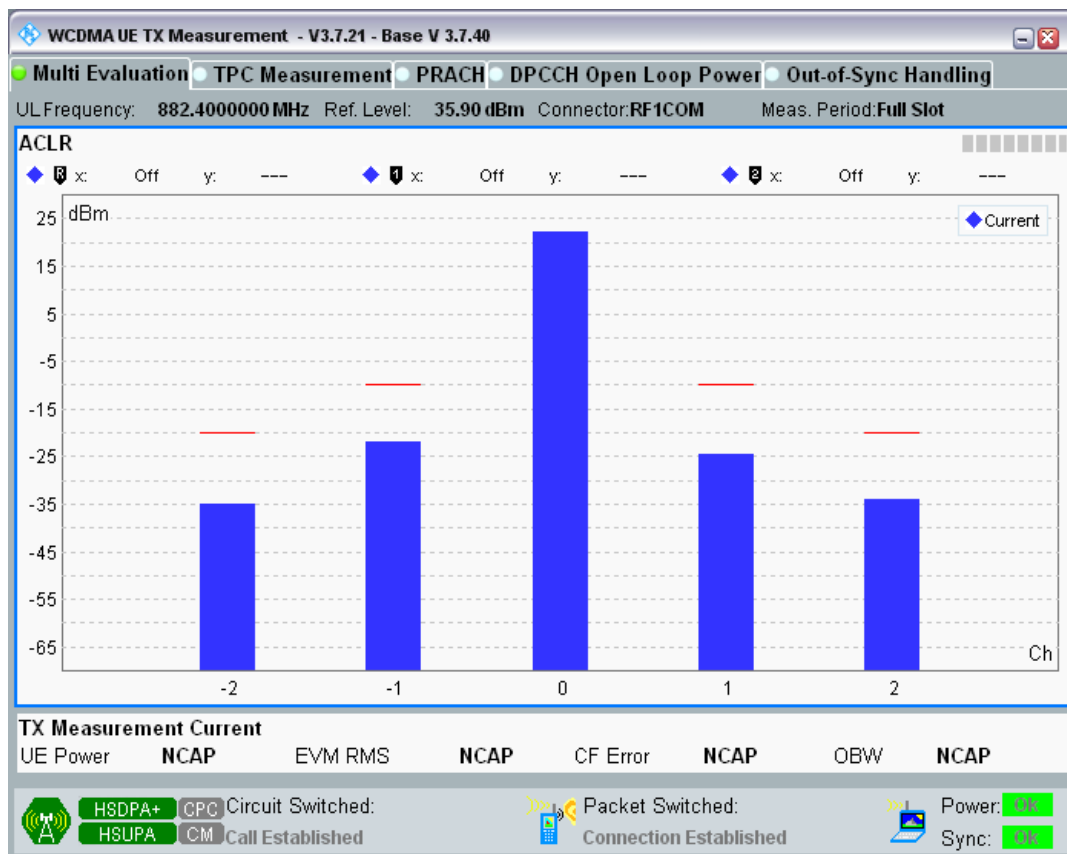 WCDMA UE TX Measurement - V3.7.21 - Base V 3.7.40
Multi Evaluation TPC Measurement PRACH DPCCH Open Loop Power Out-of-Sync Handling
UL Frequency: 882.4000000 MHz Ref. Level: 35.90 dBm Connector:RF1COM Meas. Period:Full Slot
ACLR
R x: Off y: --- 1 x: Off y: --- 2 x: Off y: ---
dBm
Current
25
15
5
-5
-15
-25
-35
-45
-55
-65
Ch
-2 -1 0 1 2
TX Measurement Current
UE Power NCAP EVM RMS NCAP CF Error NCAP OBW NCAP
HSDPA+ CPC Circuit Switched: Packet Switched: Power: Ok
HSUPA CM Call Established Connection Established Sync: Ok